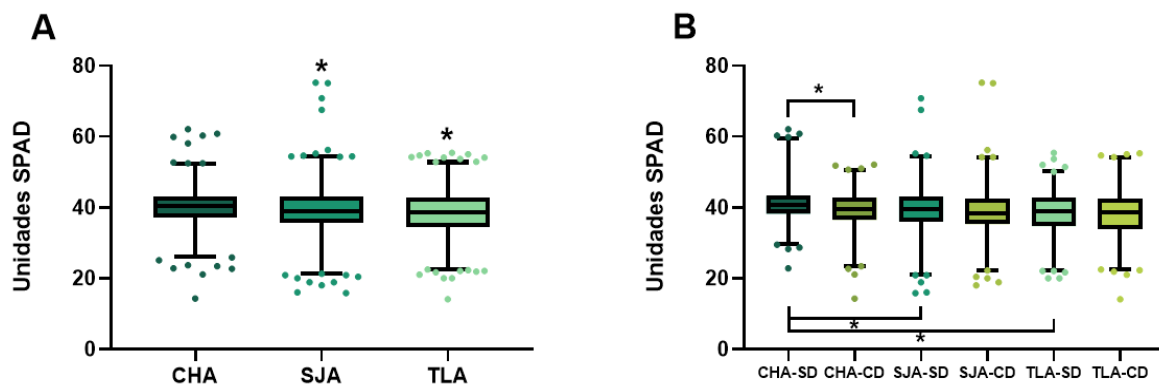 A
Unidades SPAD
80
60
40
20
0
*
*
CHA
SJA
TLA
B
Unidades SPAD
80
60
40
20
0
*
*
*
CHA-SD
CHA-CD
SJA-SD
SJA-CD
TLA-SD
TLA-CD